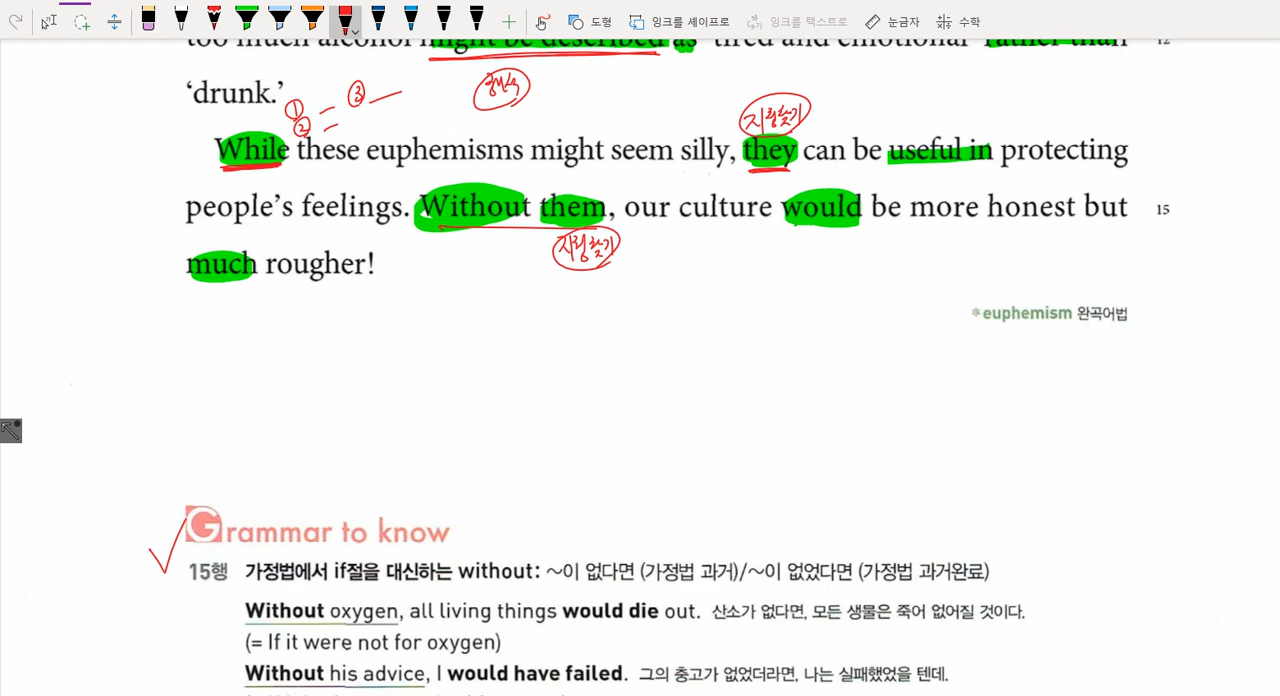 도형 잉크를 셰이프로 잉크를 텍스트로 눈금자 수학
too much alcohol might be described as 'tired and emotional' rather than 12
해석
'drunk.'
① ② ③
지칭찾기
While these euphemisms might seem silly, they can be useful in protecting
people's feelings. Without them, our culture would be more honest but 15
지칭찾기
much rougher!
*euphemism 완곡어법
Grammar to know
15행 가정법에서 if절을 대신하는 without: ~이 없다면 (가정법 과거)/~이 없었다면 (가정법 과거완료)
Without oxygen, all living things would die out. 산소가 없다면, 모든 생물은 죽어 없어질 것이다.
(= If it were not for oxygen)
Without his advice, I would have failed. 그의 충고가 없었더라면, 나는 실패했었을 텐데.